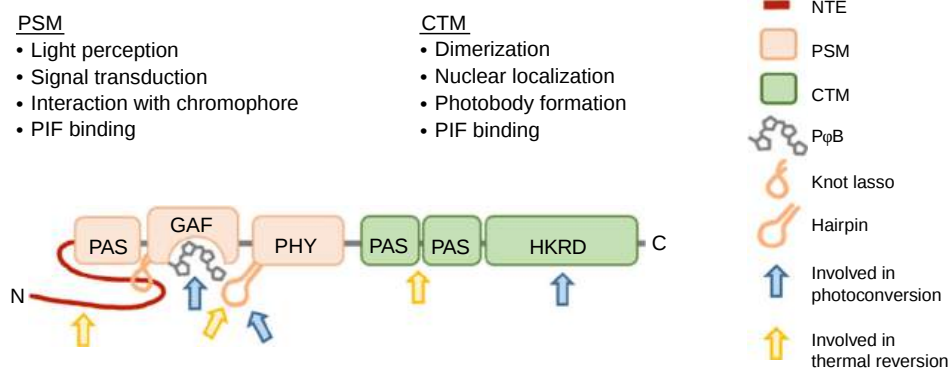 PSM
• Light perception
• Signal transduction
• Interaction with chromophore
• PIF binding
CTM
• Dimerization
• Nuclear localization
• Photobody formation
• PIF binding
NTE
PSM
CTM
PφB
Knot lasso
Hairpin
Involved in
photoconversion
Involved in
thermal reversion
N
PAS
GAF
PHY
PAS
PAS
HKRD
C